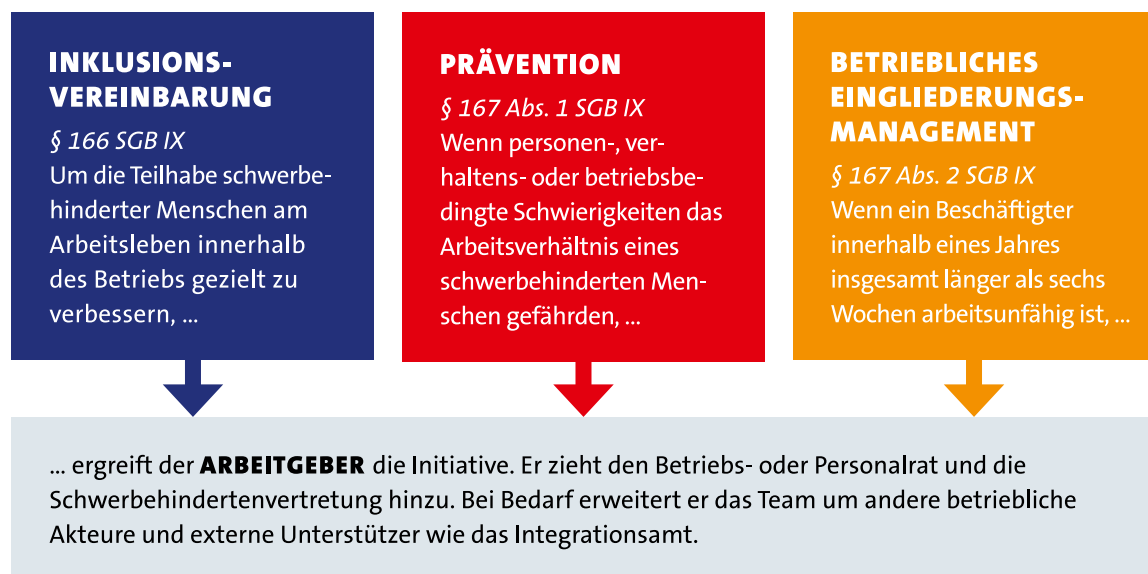 INKLUSIONS-
VEREINBARUNG
§ 166 SGB IX
Um die Teilhabe schwerbe-
hinderter Menschen am
Arbeitsleben innerhalb
des Betriebs gezielt zu
verbessern, ...
PRÄVENTION
§ 167 Abs. 1 SGB IX
Wenn personen-, ver-
haltens- oder betriebsbe-
dingte Schwierigkeiten das
Arbeitsverhältnis eines
schwerbehinderten Men-
schen gefährden, ...
BETRIEBLICHES
EINGLIEDERUNGS-
MANAGEMENT
§ 167 Abs. 2 SGB IX
Wenn ein Beschäftigter
innerhalb eines Jahres
insgesamt länger als sechs
Wochen arbeitsunfähig ist, ...
... ergreift der ARBEITGEBER die Initiative. Er zieht den Betriebs- oder Personalrat und die
Schwerbehindertenvertretung hinzu. Bei Bedarf erweitert er das Team um andere betriebliche
Akteure und externe Unterstützer wie das Integrationsamt.